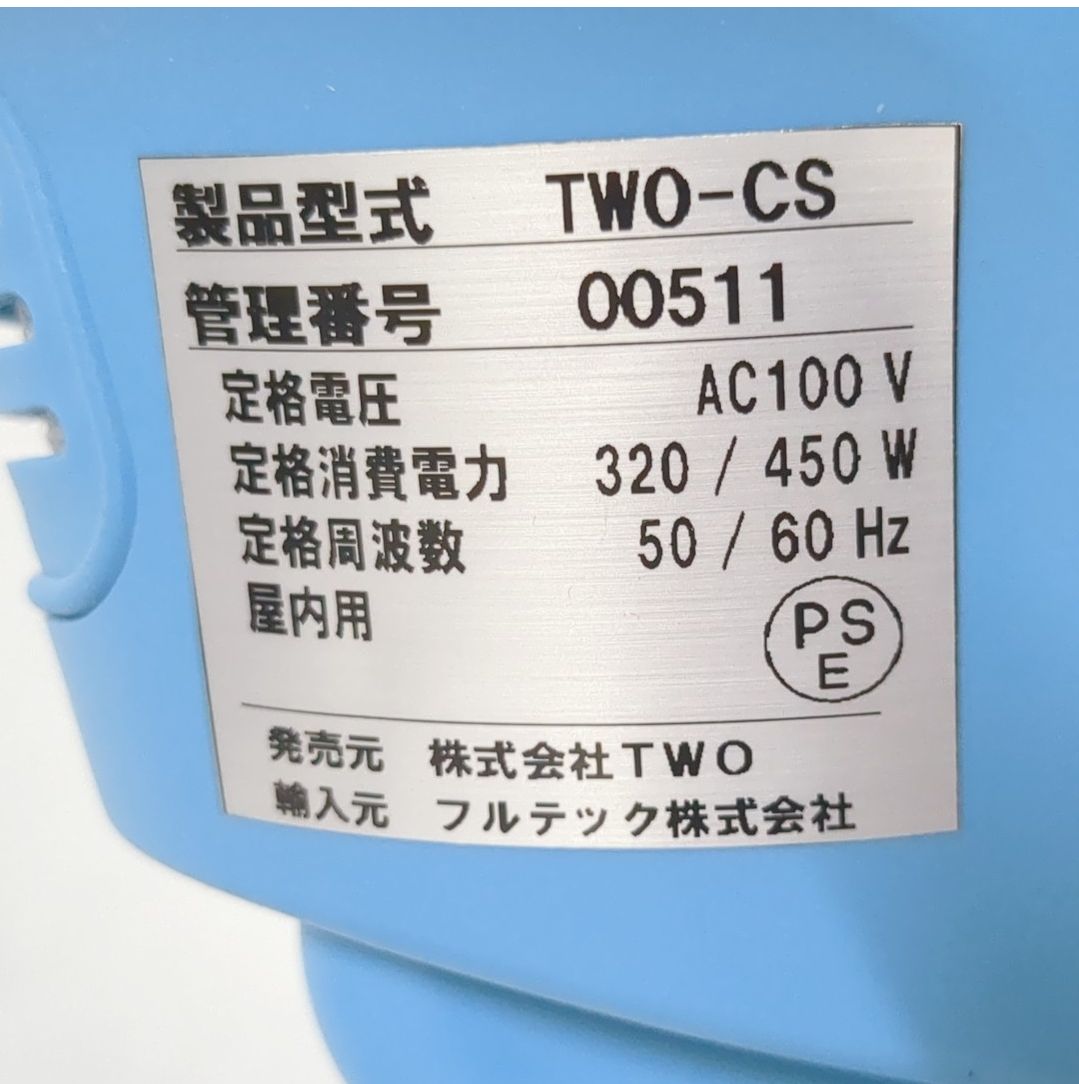 製品型式 TWO-CS
管理番号 00511
定格電圧 AC100 V
定格消費電力 320 / 450 W
定格周波数 50 / 60 Hz
屋内用
PS
E
発売元 株式会社TWO
輸入元 フルテック株式会社